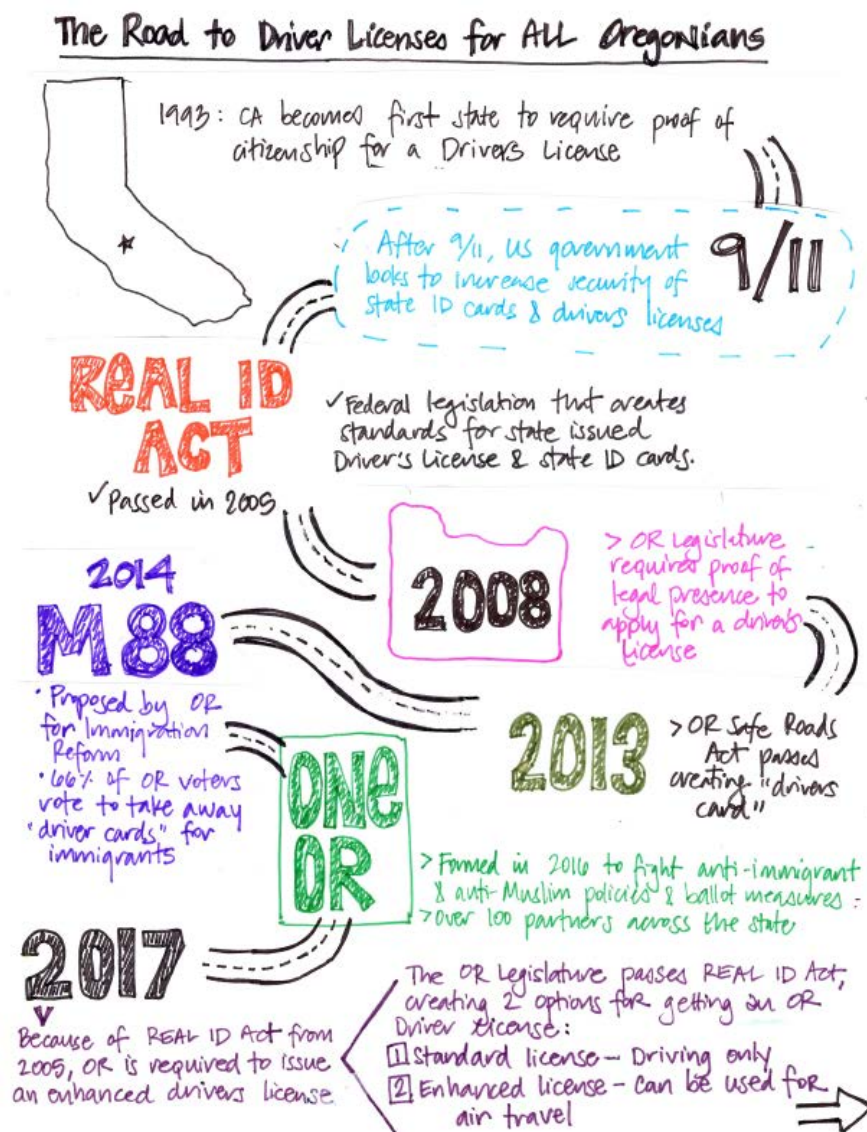 The Road to Driver Licenses for ALL Oregonians
1993: CA becomes first state to require proof of
citizenship for a Drivers License
9/11
After 9/11, US government
looks to increase security of
state ID cards & drivers licenses
REAL ID
ACT
✓Passed in 2005
✓Federal legislation that creates
standards for state issued
Driver's License & state ID cards.
2008
> OR Legislature
requires proof of
legal presence to
apply for a drivers
license
2013
> OR Safe Roads
Act passes
creating "drivers
card"
2014
M88
• Proposed by OR
for Immigration
Reform
• 66% of OR voters
vote to take away
"driver cards" for
immigrants
ONE
OR
> Formed in 2016 to fight anti-immigrant
& anti-Muslim policies & ballot measures
> Over 100 partners across the state
2017
Because of REAL ID Act from
2005, OR is required to issue
an enhanced drivers license
The OR Legislature passes REAL ID Act,
creating 2 options for getting an OR
Driver License:
1 Standard license - Driving only
2 Enhanced license - Can be used for
air travel